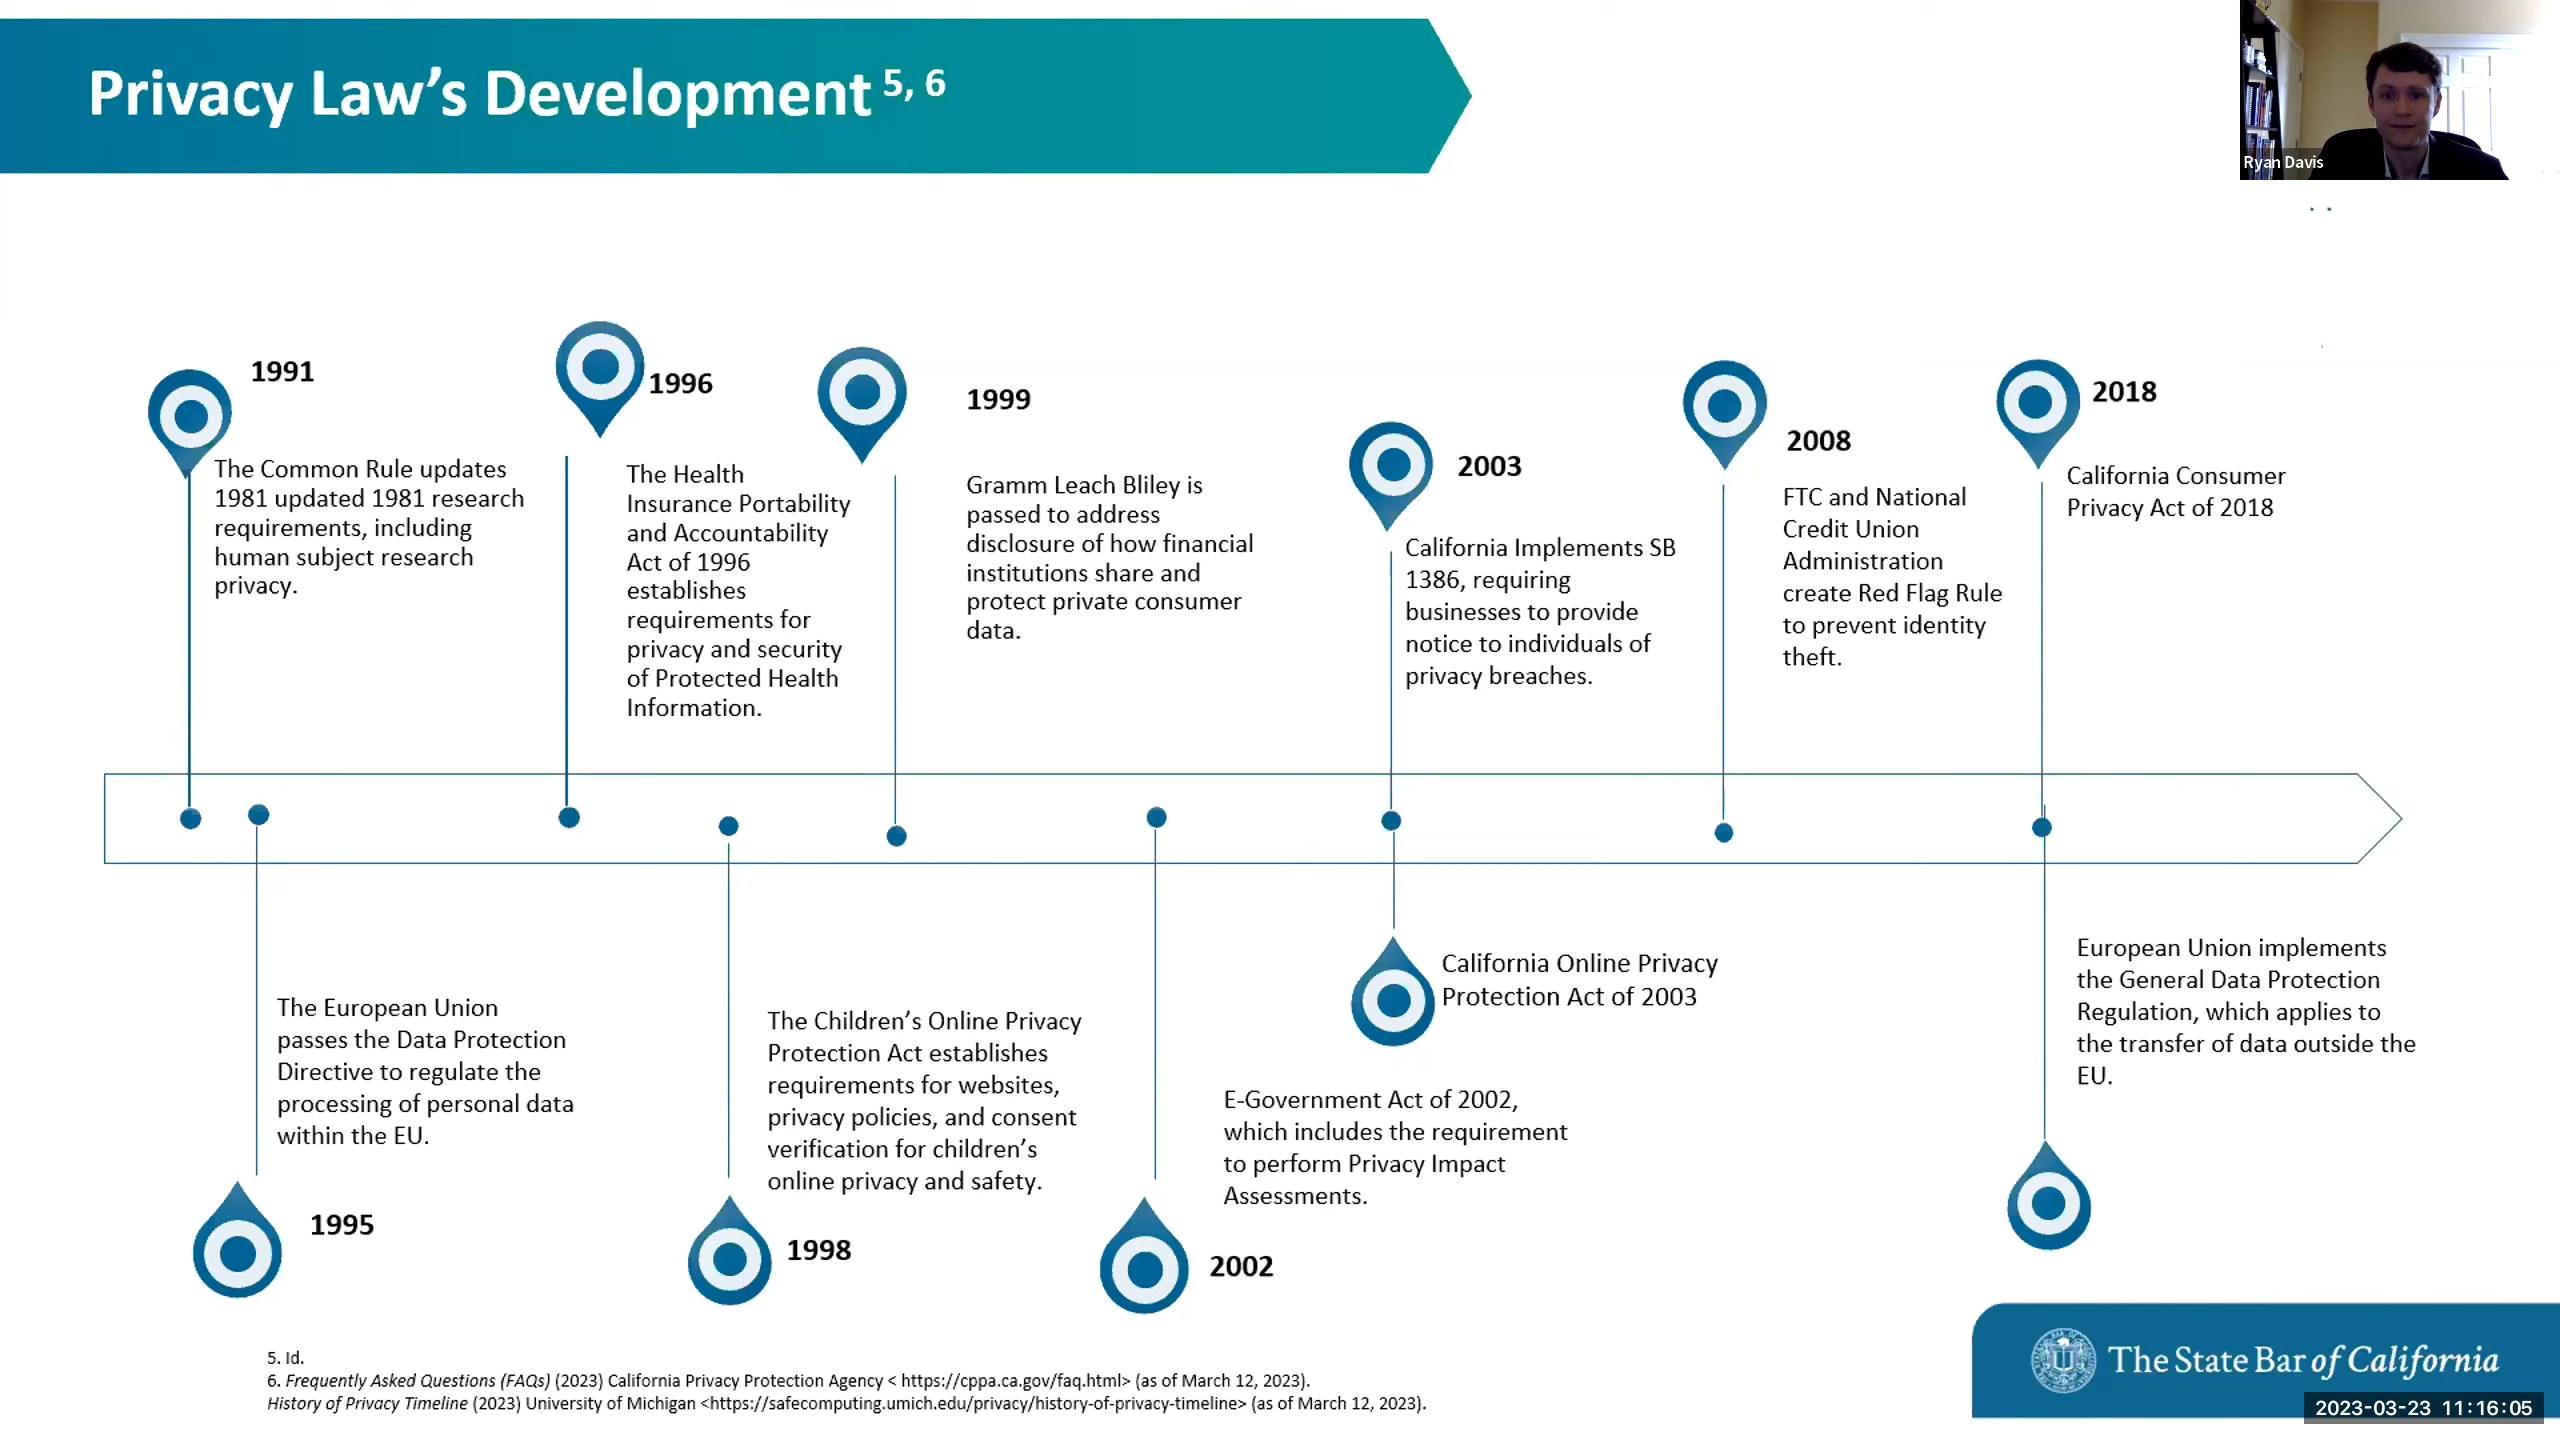 Privacy Law’s Development 5, 6
Ryan Davis
1991
The Common Rule updates
1981 updated 1981 research
requirements, including
human subject research
privacy.
1996
The Health
Insurance Portability
and Accountability
Act of 1996
establishes
requirements for
privacy and security
of Protected Health
Information.
1999
Gramm Leach Bliley is
passed to address
disclosure of how financial
institutions share and
protect private consumer
data.
2003
California Implements SB
1386, requiring
businesses to provide
notice to individuals of
privacy breaches.
2008
FTC and National
Credit Union
Administration
create Red Flag Rule
to prevent identity
theft.
2018
California Consumer
Privacy Act of 2018
The European Union
passes the Data Protection
Directive to regulate the
processing of personal data
within the EU.
1995
The Children’s Online Privacy
Protection Act establishes
requirements for websites,
privacy policies, and consent
verification for children’s
online privacy and safety.
1998
California Online Privacy
Protection Act of 2003
E-Government Act of 2002,
which includes the requirement
to perform Privacy Impact
Assessments.
2002
European Union implements
the General Data Protection
Regulation, which applies to
the transfer of data outside the
EU.
5. Id.
6. Frequently Asked Questions (FAQs) (2023) California Privacy Protection Agency < https://cppa.ca.gov/faq.html> (as of March 12, 2023).
History of Privacy Timeline (2023) University of Michigan <https://safecomputing.umich.edu/privacy/history-of-privacy-timeline> (as of March 12, 2023).
The State Bar of California
2023-03-23 11:16:05